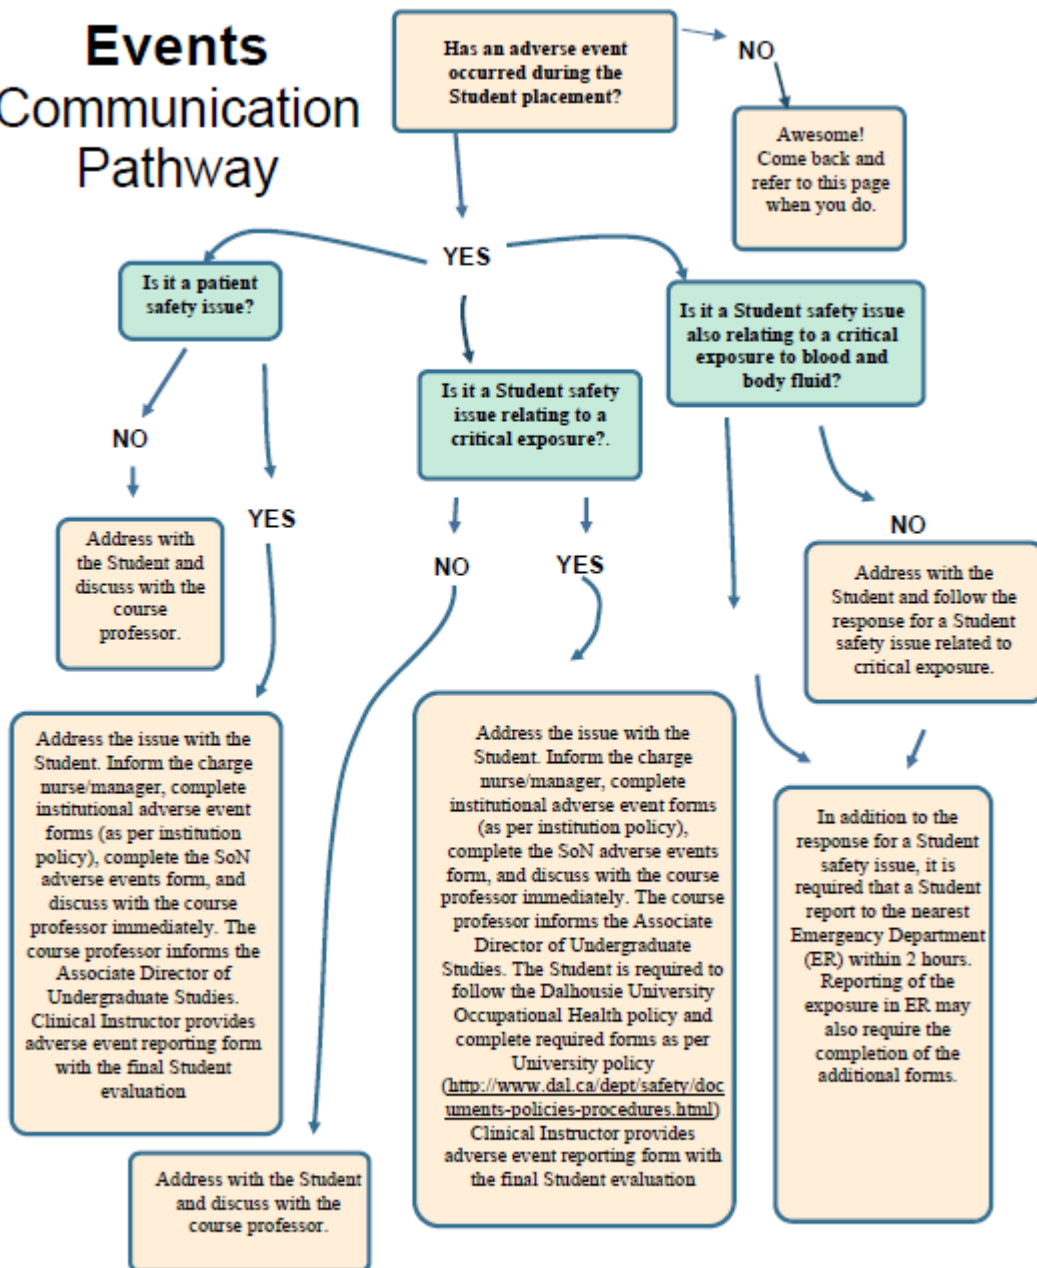 Events
Communication
Pathway
Has an adverse event
occurred during the
Student placement?
NO
Awesome!
Come back and
refer to this page
when you do.
YES
Is it a patient
safety issue?
Is it a Student safety
issue relating to a
critical exposure?.
Is it a Student safety issue
also relating to a critical
exposure to blood and
body fluid?
NO
Address with
the Student and
discuss with the
course
professor.
YES
Address the issue with the
Student. Inform the charge
nurse/manager, complete
institutional adverse event
forms (as per institution
policy), complete the SoN
adverse events form, and
discuss with the course
professor immediately. The
course professor informs the
Associate Director of
Undergraduate Studies.
Clinical Instructor provides
adverse event reporting form
with the final Student
evaluation
NO
Address with the Student
and discuss with the
course professor.
YES
Address the issue with the
Student. Inform the charge
nurse/manager, complete
institutional adverse event forms
(as per institution policy),
complete the SoN adverse events
form, and discuss with the course
professor immediately. The course
professor informs the Associate
Director of Undergraduate
Studies. The Student is required to
follow the Dalhousie University
Occupational Health policy and
complete required forms as per
University policy
(http://www.dal.ca/dept/safety/doc
uments-policies-procedures.html)
Clinical Instructor provides
adverse event reporting form with
the final Student evaluation
NO
Address with the
Student and follow the
response for a Student
safety issue related to
critical exposure.
In addition to the
response for a Student
safety issue, it is
required that a Student
report to the nearest
Emergency Department
(ER) within 2 hours.
Reporting of the
exposure in ER may
also require the
completion of the
additional forms.